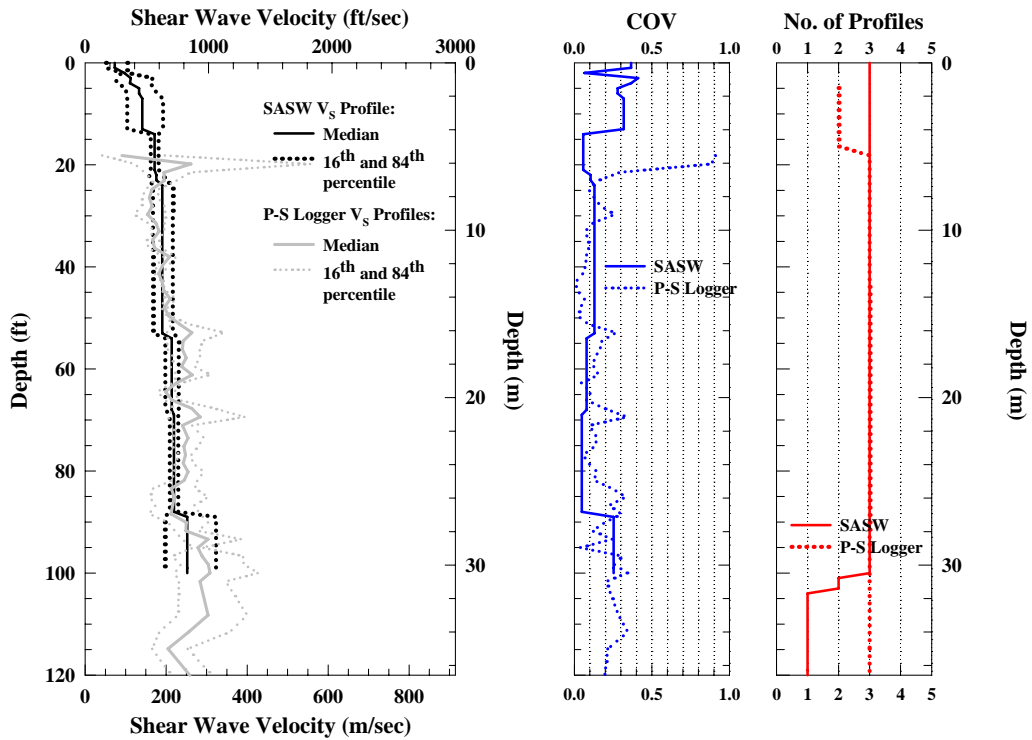 Shear Wave Velocity (ft/sec)
0 1000 2000 3000
0
20
40
60
80
100
120
Depth (ft)
SASW VS Profile:
Median
16th and 84th
percentile
P-S Logger VS Profiles:
Median
16th and 84th
percentile
0
10
20
30
Depth (m)
0 200 400 600 800
Shear Wave Velocity (m/sec)
COV
0.0 0.5 1.0
SASW
P-S Logger
0.0 0.5 1.0
No. of Profiles
0 1 2 3 4 5
SASW
P-S Logger
0
10
20
30
Depth (m)
0 1 2 3 4 5